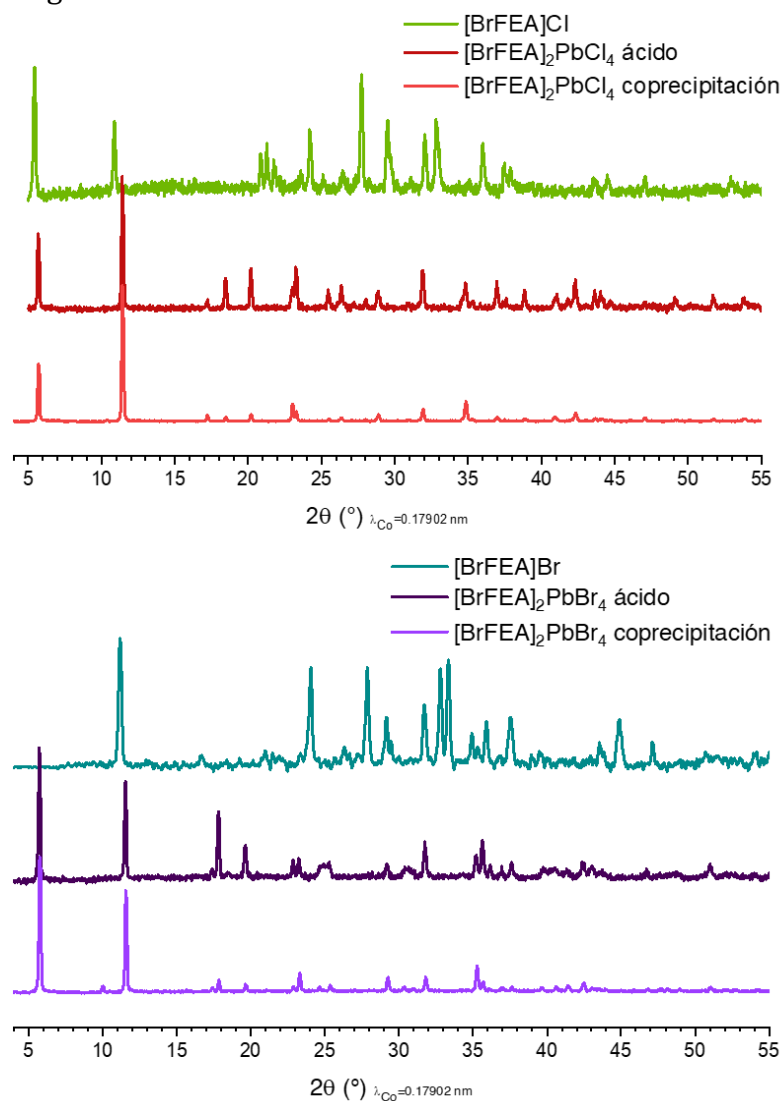 [BrFEA]Cl
[BrFEA]₂PbCl₄ ácido
[BrFEA]₂PbCl₄ coprecipitación
5 10 15 20 25 30 35 40 45 50 55
2θ (°) λCo=0.17902 nm
[BrFEA]Br
[BrFEA]₂PbBr₄ ácido
[BrFEA]₂PbBr₄ coprecipitación
5 10 15 20 25 30 35 40 45 50 55
2θ (°) λCo=0.17902 nm